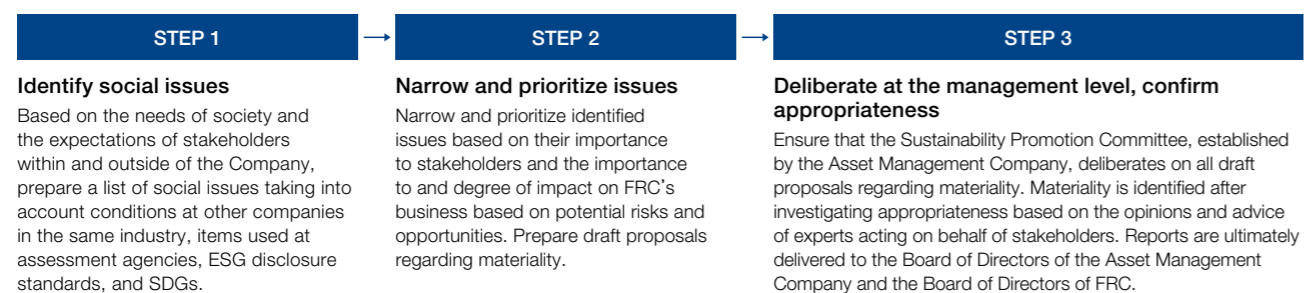 STEP 1 → STEP 2 → STEP 3
Identify social issues
Based on the needs of society and
the expectations of stakeholders
within and outside of the Company,
prepare a list of social issues taking into
account conditions at other companies
in the same industry, items used at
assessment agencies, ESG disclosure
standards, and SDGs.
Narrow and prioritize issues
Narrow and prioritize identified
issues based on their importance
to stakeholders and the importance
to and degree of impact on FRC's
business based on potential risks and
opportunities. Prepare draft proposals
regarding materiality.
Deliberate at the management level, confirm
appropriateness
Ensure that the Sustainability Promotion Committee, established
by the Asset Management Company, deliberates on all draft
proposals regarding materiality. Materiality is identified after
investigating appropriateness based on the opinions and advice
of experts acting on behalf of stakeholders. Reports are ultimately
delivered to the Board of Directors of the Asset Management
Company and the Board of Directors of FRC.